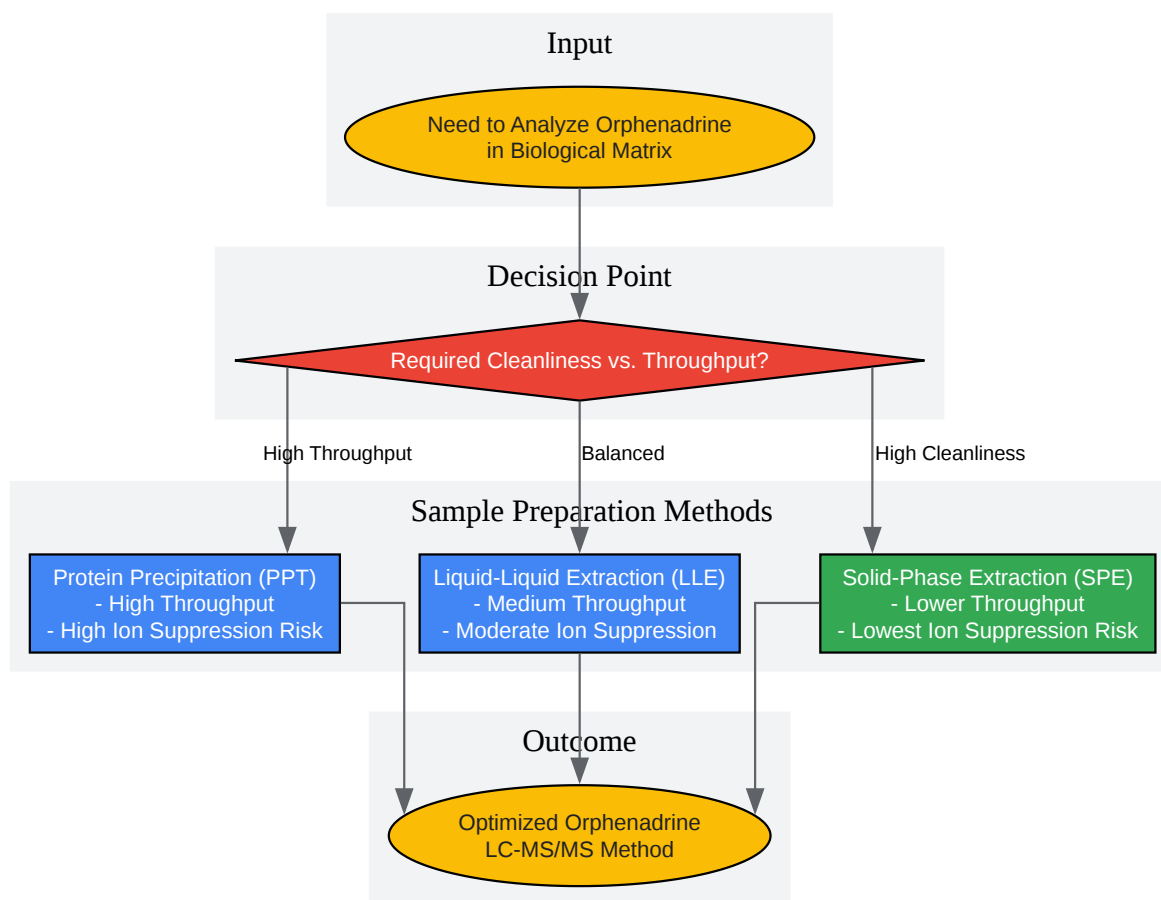 Input
Need to Analyze Orphenadrine
in Biological Matrix
Decision Point
Required Cleanliness vs. Throughput?
High Throughput
Balanced
High Cleanliness
Sample Preparation Methods
Protein Precipitation (PPT)
- High Throughput
- High Ion Suppression Risk
Liquid-Liquid Extraction (LLE)
- Medium Throughput
- Moderate Ion Suppression
Solid-Phase Extraction (SPE)
- Lower Throughput
- Lowest Ion Suppression Risk
Outcome
Optimized Orphenadrine
LC-MS/MS Method